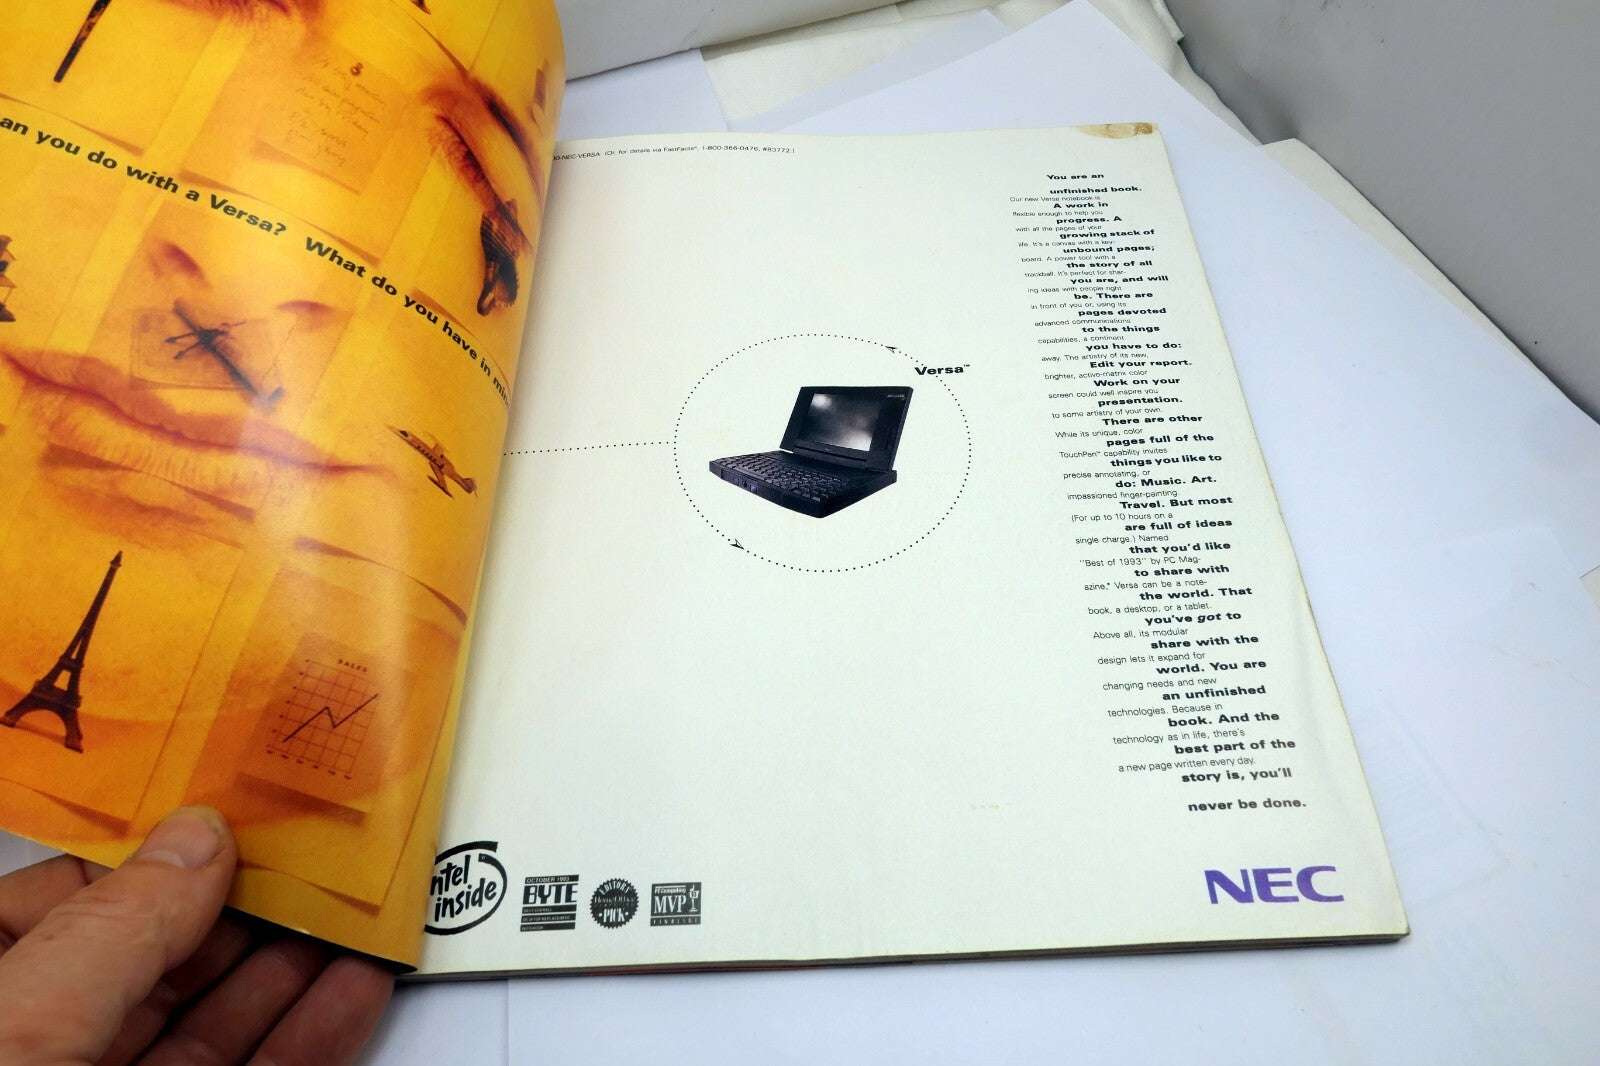 an you do with a Versa? What do you have in min
SALES
NEC-VERSA. (Or, for details via FastFacts™, 1-800-366-0476, #83772.)
Versa™
You are an
unfinished book.
Our new Versa notebook is
A work in
flexible enough to help you
progress. A
with all the pages of your
growing stack of
life. It's a canvas with a key-
unbound pages;
board. A power tool with a
the story of all
trackball. It's perfect for shar-
you are, and will
ing ideas with people right
be. There are
in front of you or, using its
pages devoted
advanced communications
to the things
capabilities, a continent
you have to do:
away. The artistry of its new,
Edit your report.
brighter, active-matrix color
Work on your
screen could well inspire you
presentation.
to some artistry of your own.
There are other
While its unique, color
pages full of the
TouchPen™ capability invites
things you like to
precise annotating, or
do: Music. Art.
impassioned finger-painting.
Travel. But most
(For up to 10 hours on a
are full of ideas
single charge.) Named
that you'd like
"Best of 1993" by PC Mag-
to share with
azine,* Versa can be a note-
the world. That
book, a desktop, or a tablet.
you've got to
Above all, its modular
share with the
design lets it expand for
world. You are
changing needs and new
an unfinished
technologies. Because in
book. And the
technology as in life, there's
best part of the
a new page written every day.
story is, you'll
never be done.
ntel
inside
OCTOBER 1993
BYTE
EDITORS'
Home Office
PICK
PC Computing
MVP
FINALIST
NEC